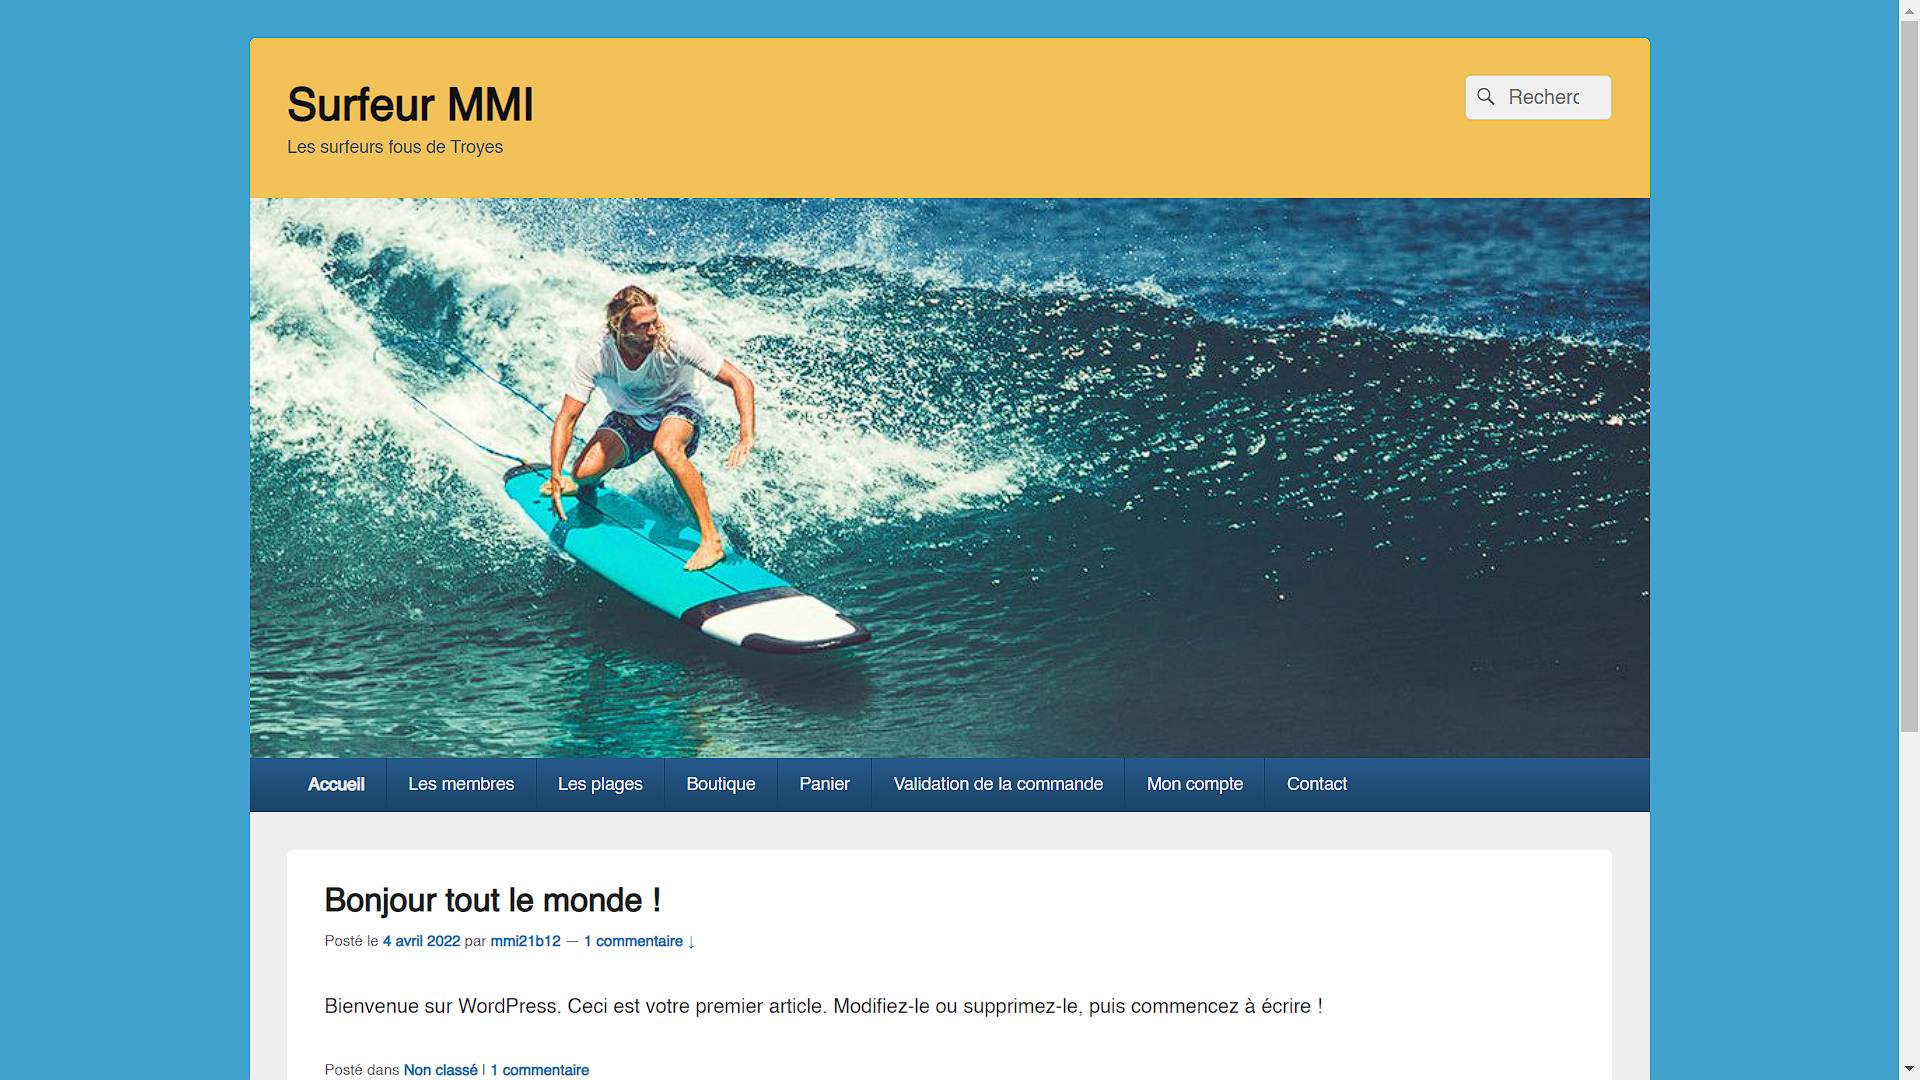 Surfeur MMI
Les surfeurs fous de Troyes
Recherc
Accueil Les membres Les plages Boutique Panier Validation de la commande Mon compte Contact
Bonjour tout le monde !
Posté le 4 avril 2022 par mmi21b12 — 1 commentaire ↓
Bienvenue sur WordPress. Ceci est votre premier article. Modifiez-le ou supprimez-le, puis commencez à écrire !
Posté dans Non classé | 1 commentaire